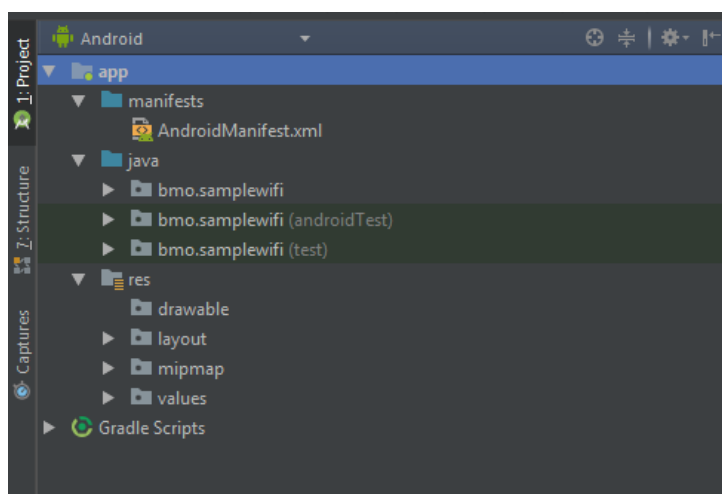 Android
1: Project
7: Structure
Captures
app
manifests
AndroidManifest.xml
java
bmo.samplewifi
bmo.samplewifi (androidTest)
bmo.samplewifi (test)
res
drawable
layout
mipmap
values
Gradle Scripts